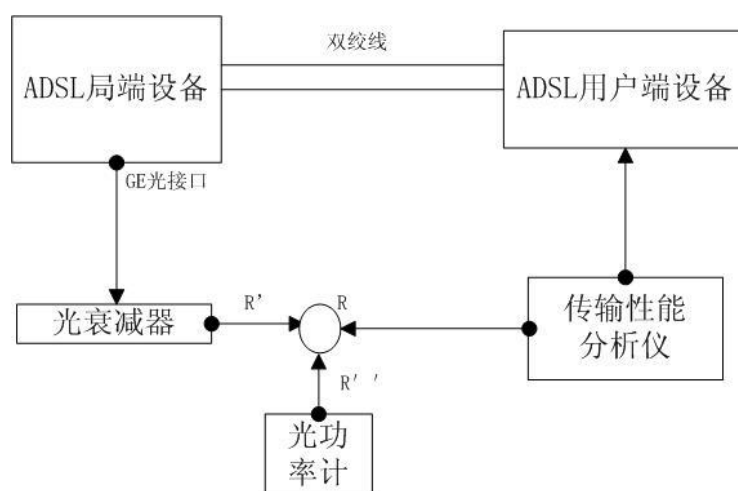 双绞线
ADSL局端设备
ADSL用户端设备
GE光接口
光衰减器
R'
R
传输性能
分析仪
R''
光功
率计